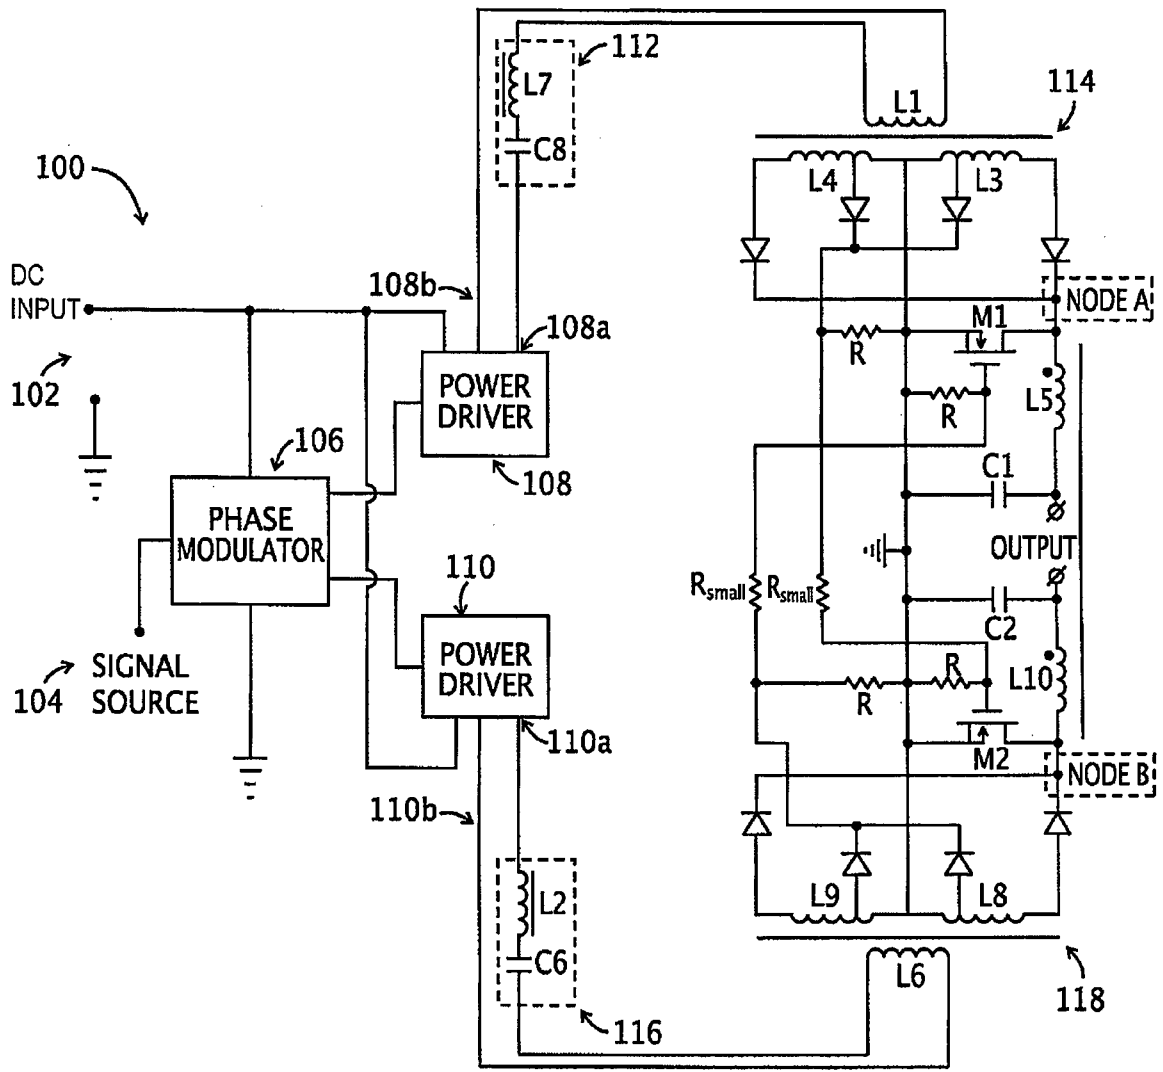 112
L7
C8
L1
114
100
L4
L3
DC
INPUT
108b
NODE A
M1
108a
R
102
POWER
DRIVER
R
L5
106
108
C1
PHASE
MODULATOR
OUTPUT
110
Rsmall
Rsmall
C2
104
SIGNAL
SOURCE
POWER
DRIVER
R
L10
R
110a
M2
NODE B
110b
L9
L8
L2
C6
L6
118
116